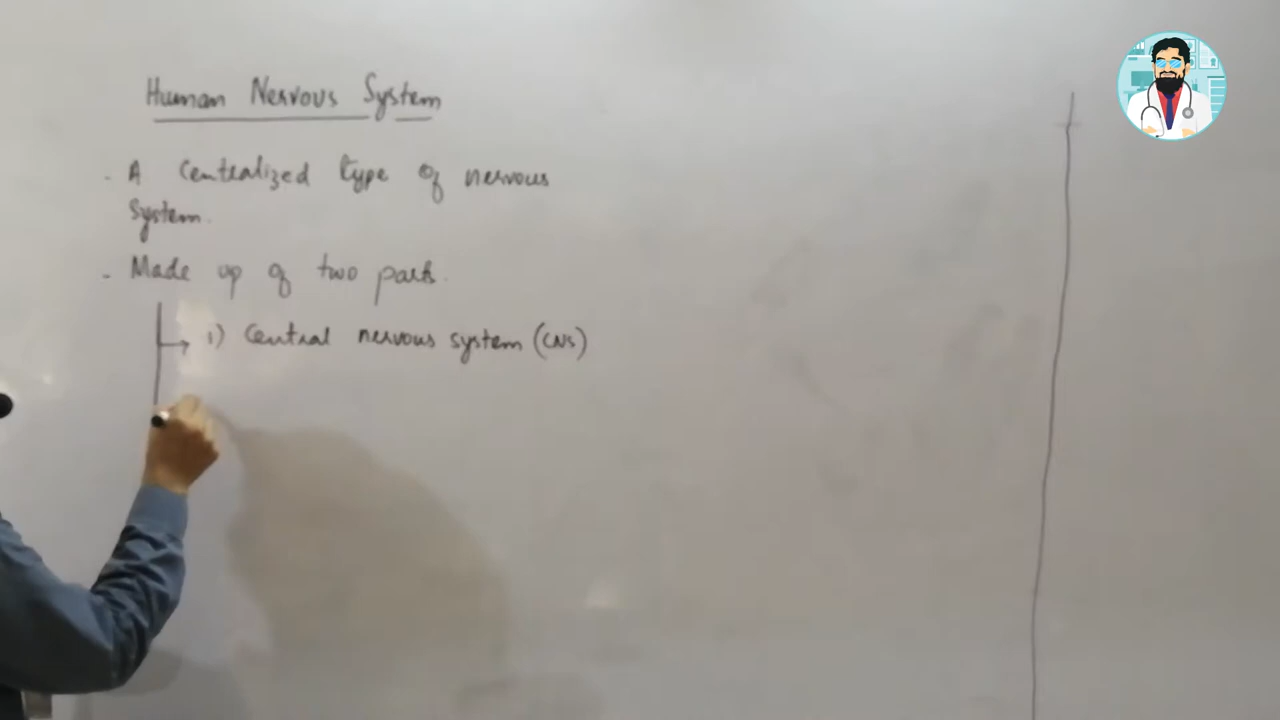 Human Nervous System
- A centralized type of nervous
system.
- Made up of two parts.
→ 1) Central nervous system (CNS)